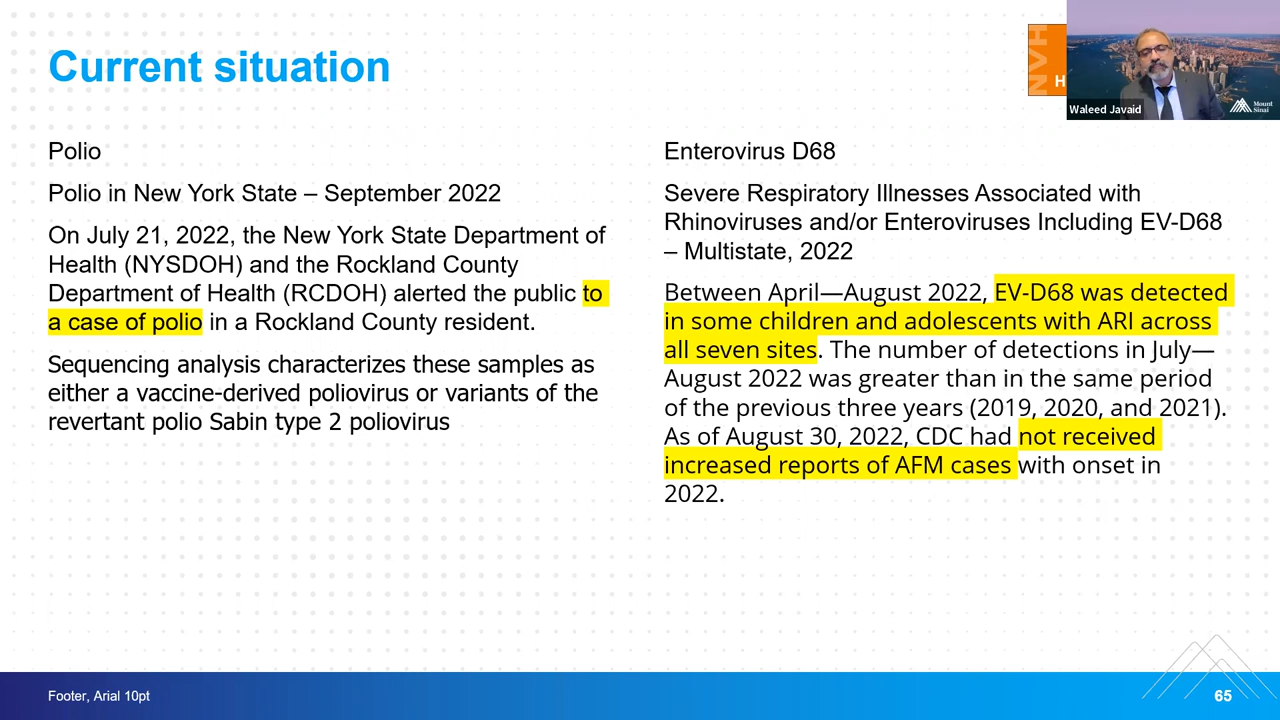 Current situation
NVH
H
Waleed Javaid
Mount
Sinai
Polio
Polio in New York State – September 2022
On July 21, 2022, the New York State Department of
Health (NYSDOH) and the Rockland County
Department of Health (RCDOH) alerted the public to
a case of polio in a Rockland County resident.
Sequencing analysis characterizes these samples as
either a vaccine-derived poliovirus or variants of the
revertant polio Sabin type 2 poliovirus
Enterovirus D68
Severe Respiratory Illnesses Associated with
Rhinoviruses and/or Enteroviruses Including EV-D68
– Multistate, 2022
Between April—August 2022, EV-D68 was detected
in some children and adolescents with ARI across
all seven sites. The number of detections in July—
August 2022 was greater than in the same period
of the previous three years (2019, 2020, and 2021).
As of August 30, 2022, CDC had not received
increased reports of AFM cases with onset in
2022.
Footer, Arial 10pt
65